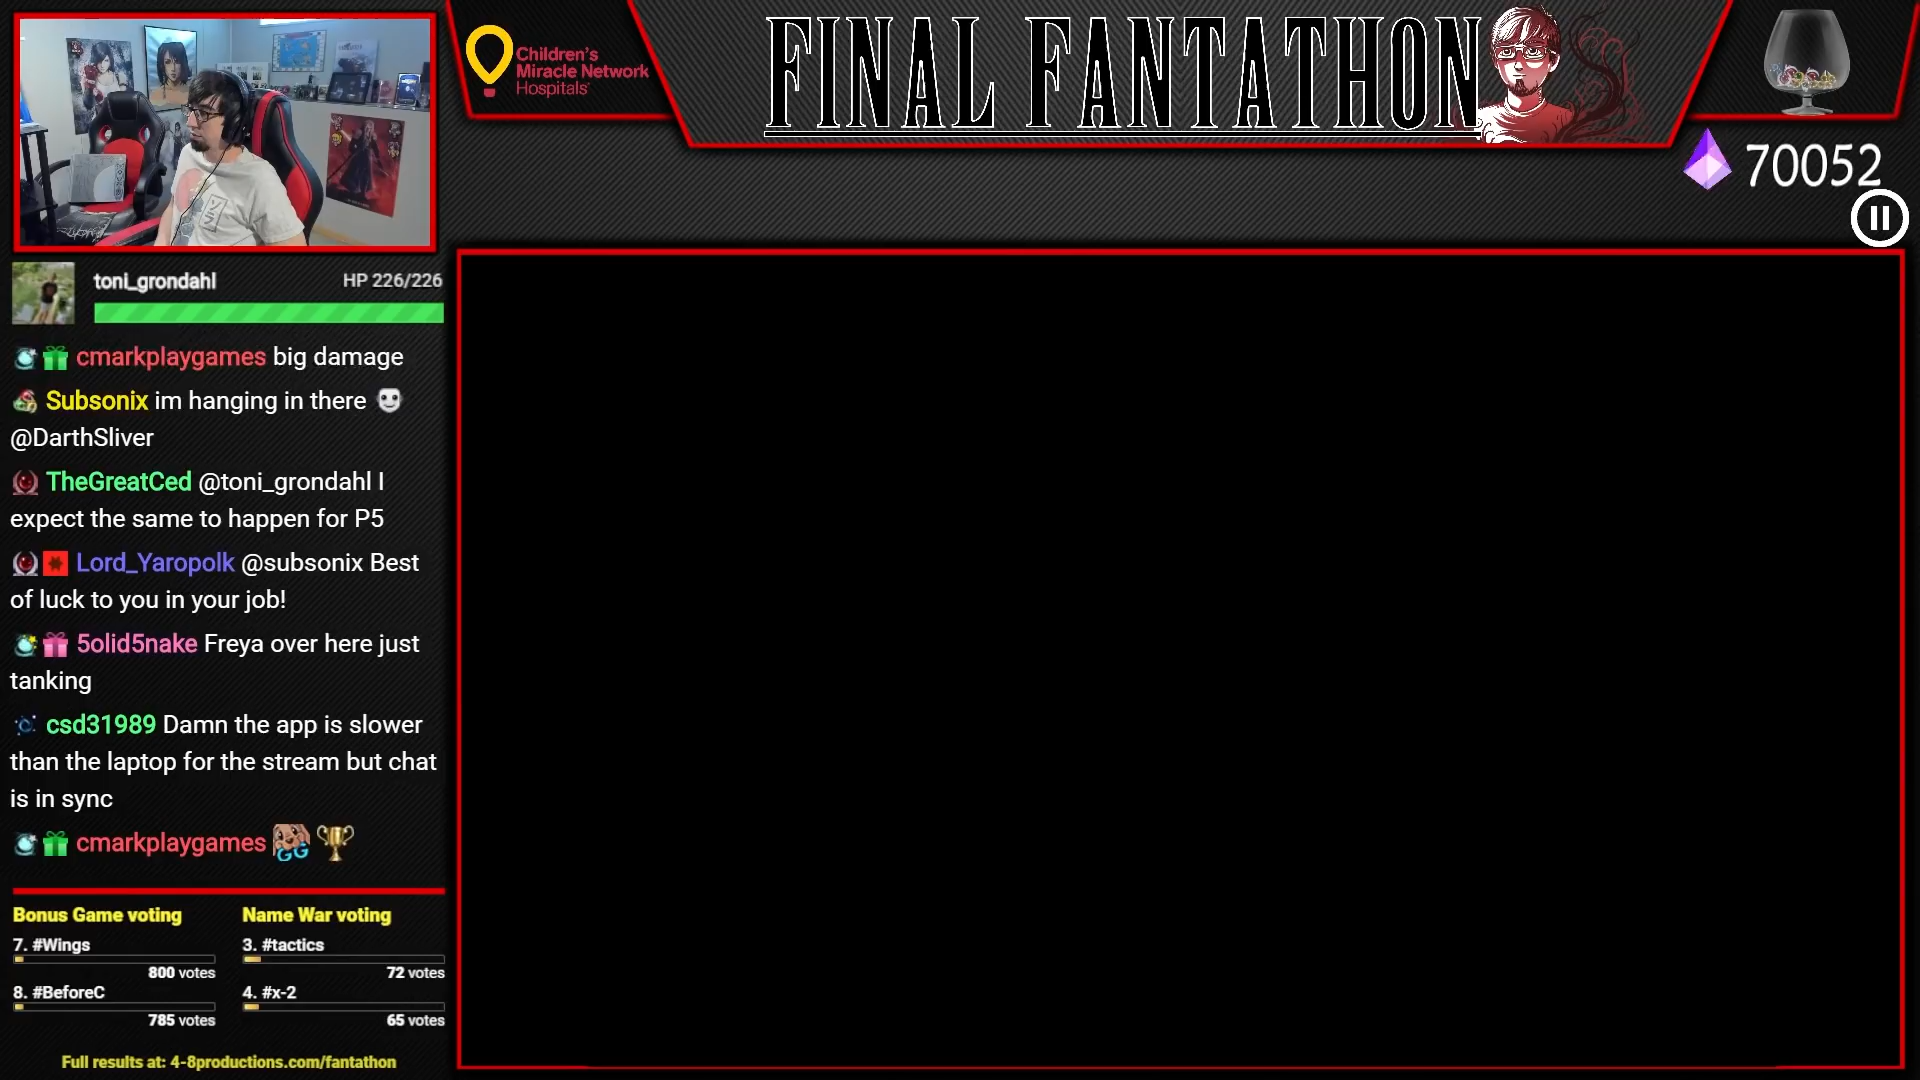 Children's
Miracle Network
Hospitals
FINAL FANTATHON
70052
toni_grondahl HP 226/226
cmarkplaygames big damage
Subsonix im hanging in there
@DarthSliver
TheGreatCed @toni_grondahl I
expect the same to happen for P5
Lord_Yaropolk @subsonix Best
of luck to you in your job!
5olid5nake Freya over here just
tanking
csd31989 Damn the app is slower
than the laptop for the stream but chat
is in sync
cmarkplaygames GG
Bonus Game voting
7. #Wings
800 votes
8. #BeforeC
785 votes
Name War voting
3. #tactics
72 votes
4. #x-2
65 votes
Full results at: 4-8productions.com/fantathon